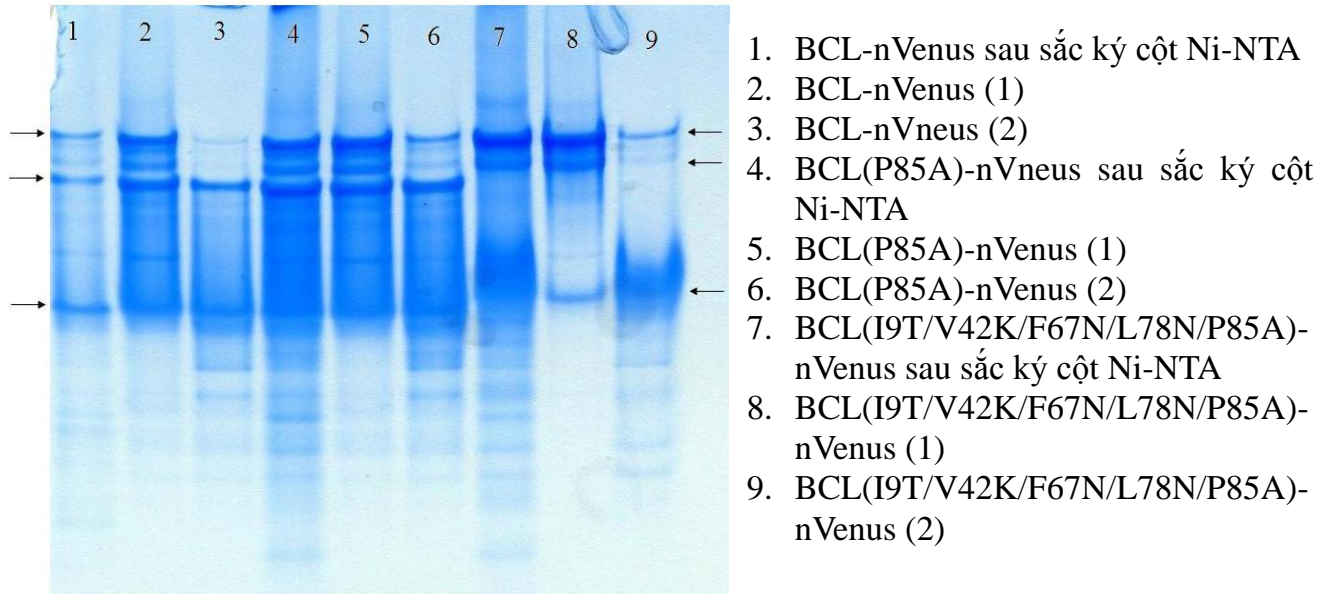 1 2 3 4 5 6 7 8 9
1. BCL-nVenus sau sắc ký cột Ni-NTA
2. BCL-nVenus (1)
3. BCL-nVneus (2)
4. BCL(P85A)-nVneus sau sắc ký cột
Ni-NTA
5. BCL(P85A)-nVenus (1)
6. BCL(P85A)-nVenus (2)
7. BCL(I9T/V42K/F67N/L78N/P85A)-
nVenus sau sắc ký cột Ni-NTA
8. BCL(I9T/V42K/F67N/L78N/P85A)-
nVenus (1)
9. BCL(I9T/V42K/F67N/L78N/P85A)-
nVenus (2)